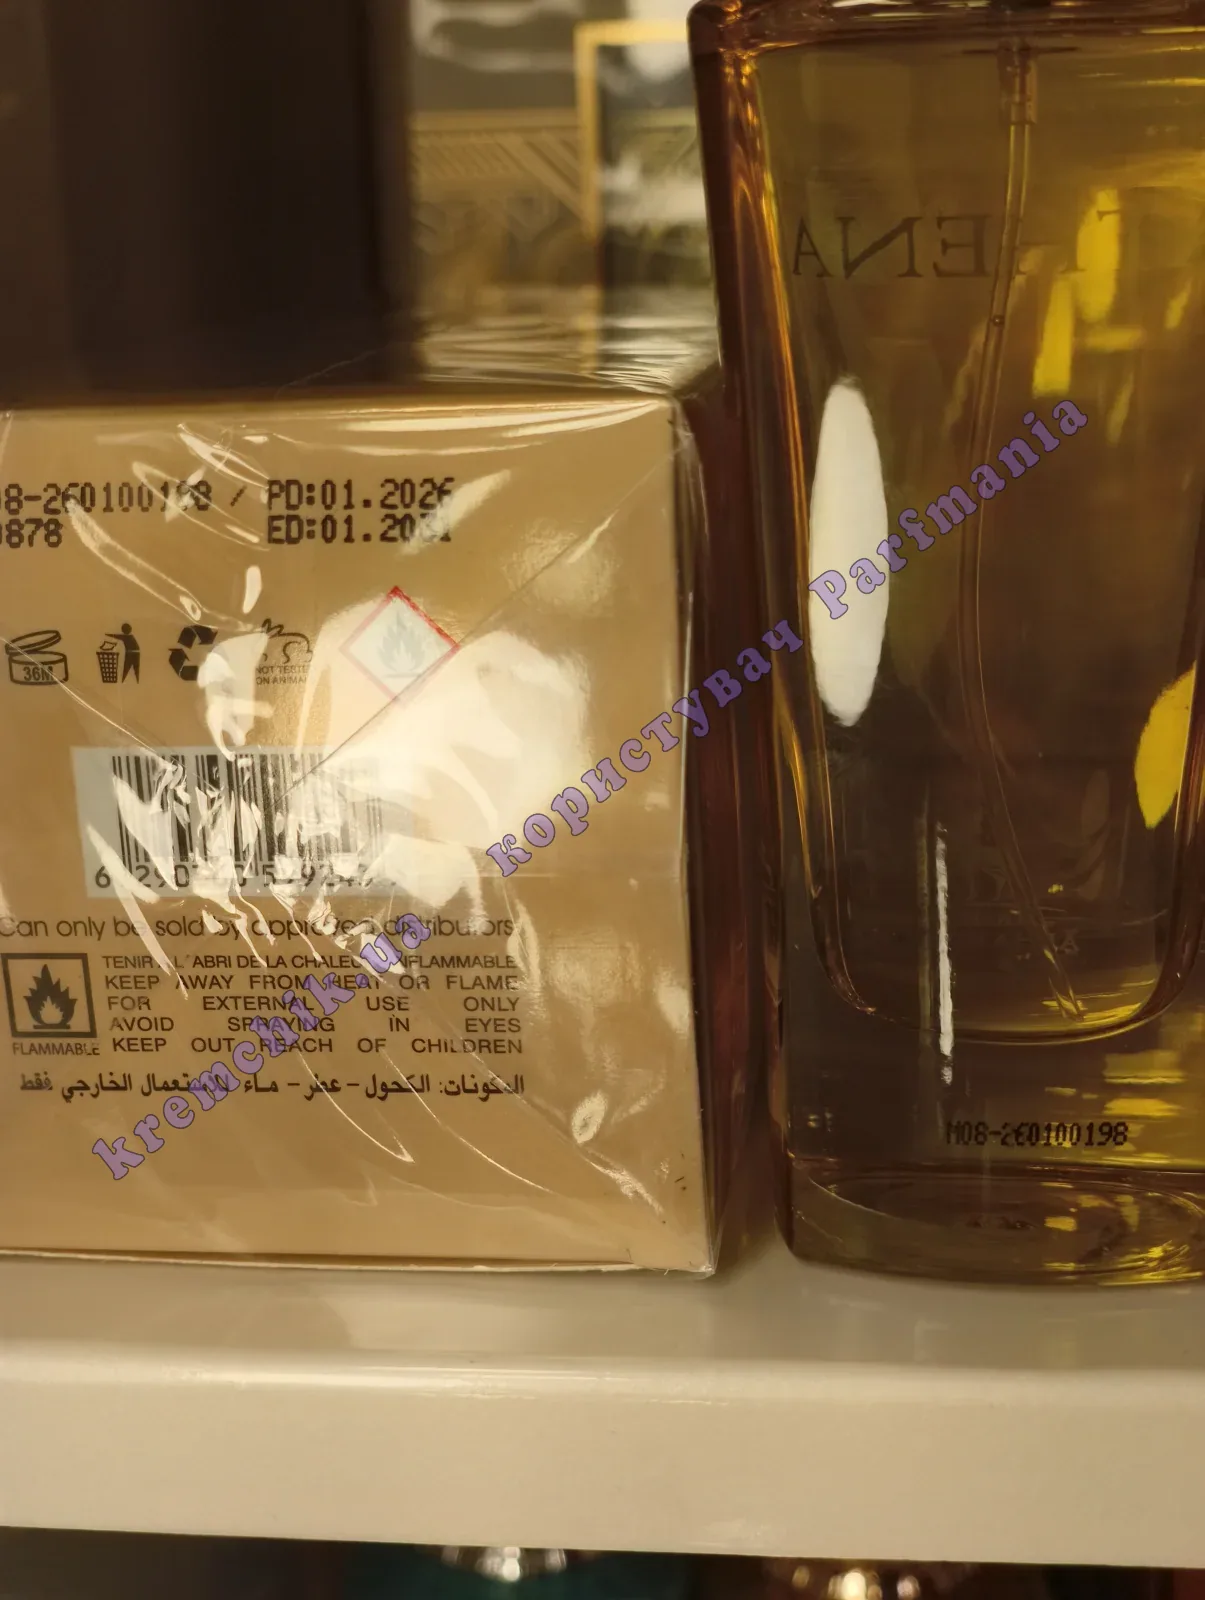 08-260100198 / PD:01.2026
0878 ED:01.2031
36M
NOT TESTED
ON ANIMALS
Can only be sold by approved distributors
TENIR A L'ABRI DE LA CHALEUR INFLAMMABLE
KEEP AWAY FROM HEAT OR FLAME
FOR EXTERNAL USE ONLY
AVOID SPRAYING IN EYES
KEEP OUT REACH OF CHILDREN
FLAMMABLE
المكونات: الكحول - عطر - ماء للاستعمال الخارجي فقط
M08-260100198
kremchik.ua користувач Parfmania